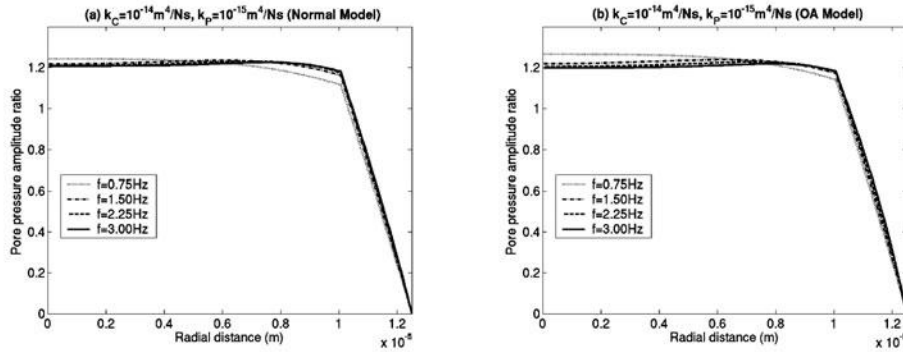 (a) k_C=10^-14 m^4/Ns, k_P=10^-15 m^4/Ns (Normal Model)
Pore pressure amplitude ratio
1.2
1
0.8
0.6
0.4
0.2
0
f=0.75Hz
f=1.50Hz
f=2.25Hz
f=3.00Hz
0 0.2 0.4 0.6 0.8 1 1.2
Radial distance (m)
x 10
(b) k_C=10^-14 m^4/Ns, k_P=10^-15 m^4/Ns (OA Model)
Pore pressure amplitude ratio
1.2
1
0.8
0.6
0.4
0.2
0
f=0.75Hz
f=1.50Hz
f=2.25Hz
f=3.00Hz
0 0.2 0.4 0.6 0.8 1 1.2
Radial distance (m)
x 10